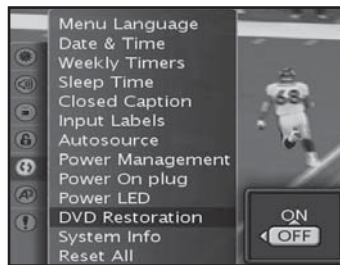 Menu Language
Date & Time
Weekly Timers
Sleep Time
Closed Caption
Input Labels
Autosource
Power Management
Power On plug
Power LED
DVD Restoration
System Info
Reset All
ON
OFF
68